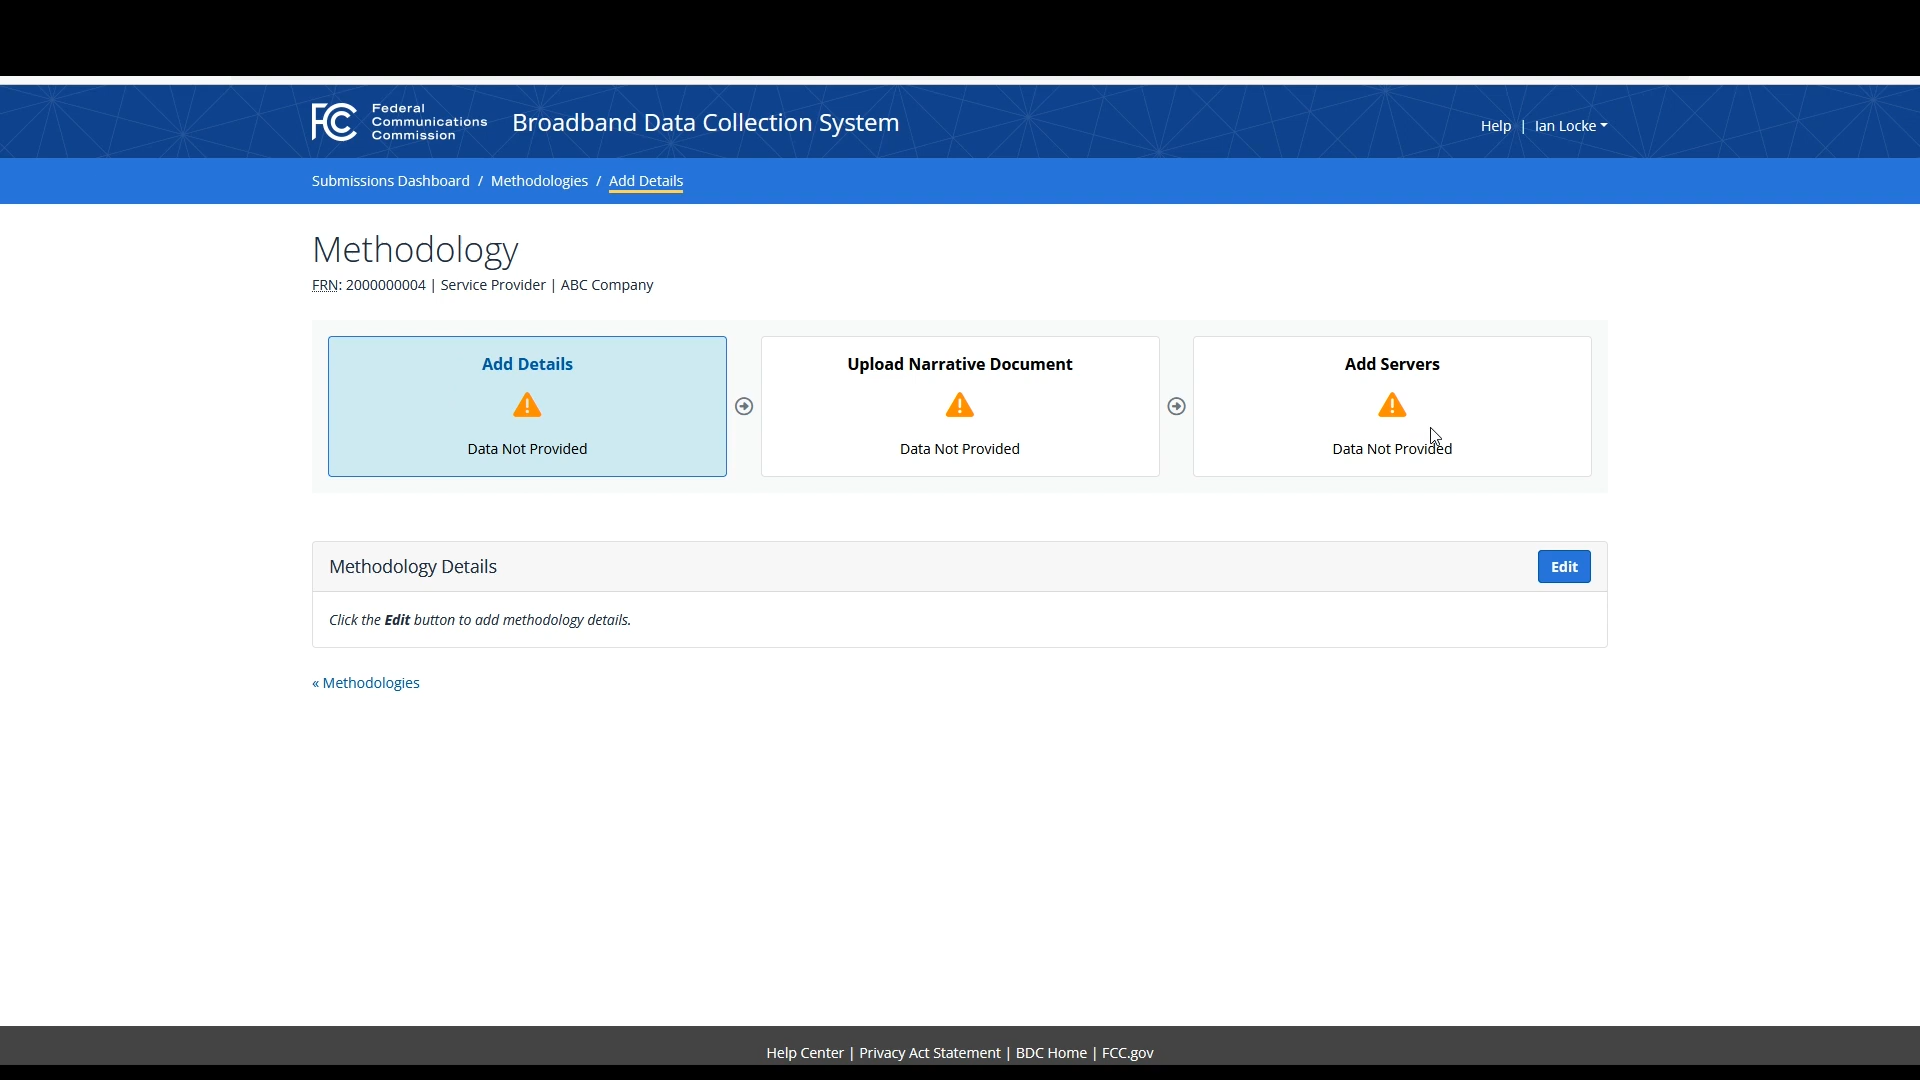 Federal
Communications
Commission
Broadband Data Collection System
Help | Ian Locke
Submissions Dashboard / Methodologies / Add Details
Methodology
FRN: 2000000004 | Service Provider | ABC Company
Add Details
Data Not Provided
Upload Narrative Document
Data Not Provided
Add Servers
Data Not Provided
Methodology Details
Edit
Click the Edit button to add methodology details.
« Methodologies
Help Center | Privacy Act Statement | BDC Home | FCC.gov